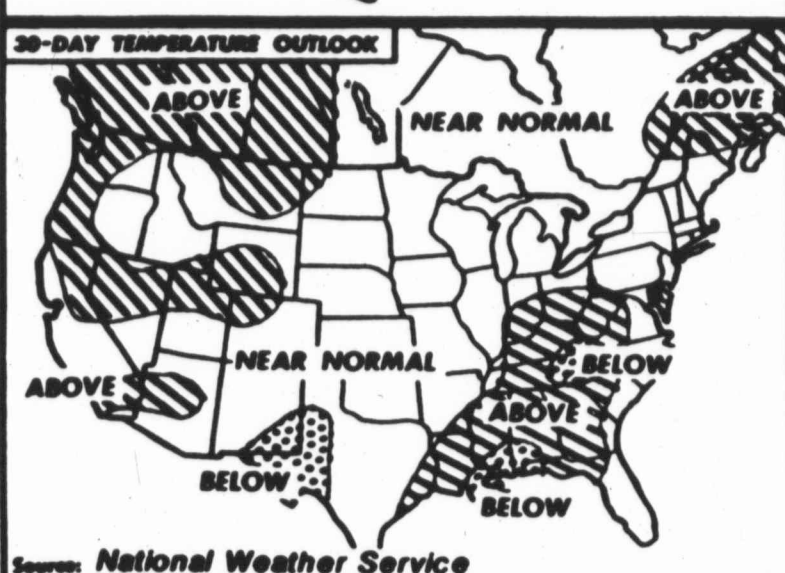 30-DAY TEMPERATURE OUTLOOK
ABOVE
ABOVE
NEAR NORMAL
NEAR NORMAL
BELOW
ABOVE
ABOVE
BELOW
BELOW
Source: National Weather Service